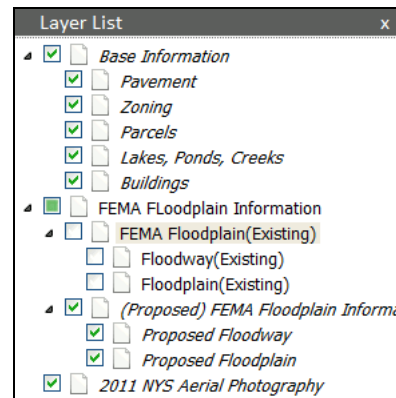 Layer List x
Base Information
Pavement
Zoning
Parcels
Lakes, Ponds, Creeks
Buildings
FEMA FLoodplain Information
FEMA Floodplain(Existing)
Floodway(Existing)
Floodplain(Existing)
(Proposed) FEMA Floodplain Informa
Proposed Floodway
Proposed Floodplain
2011 NYS Aerial Photography